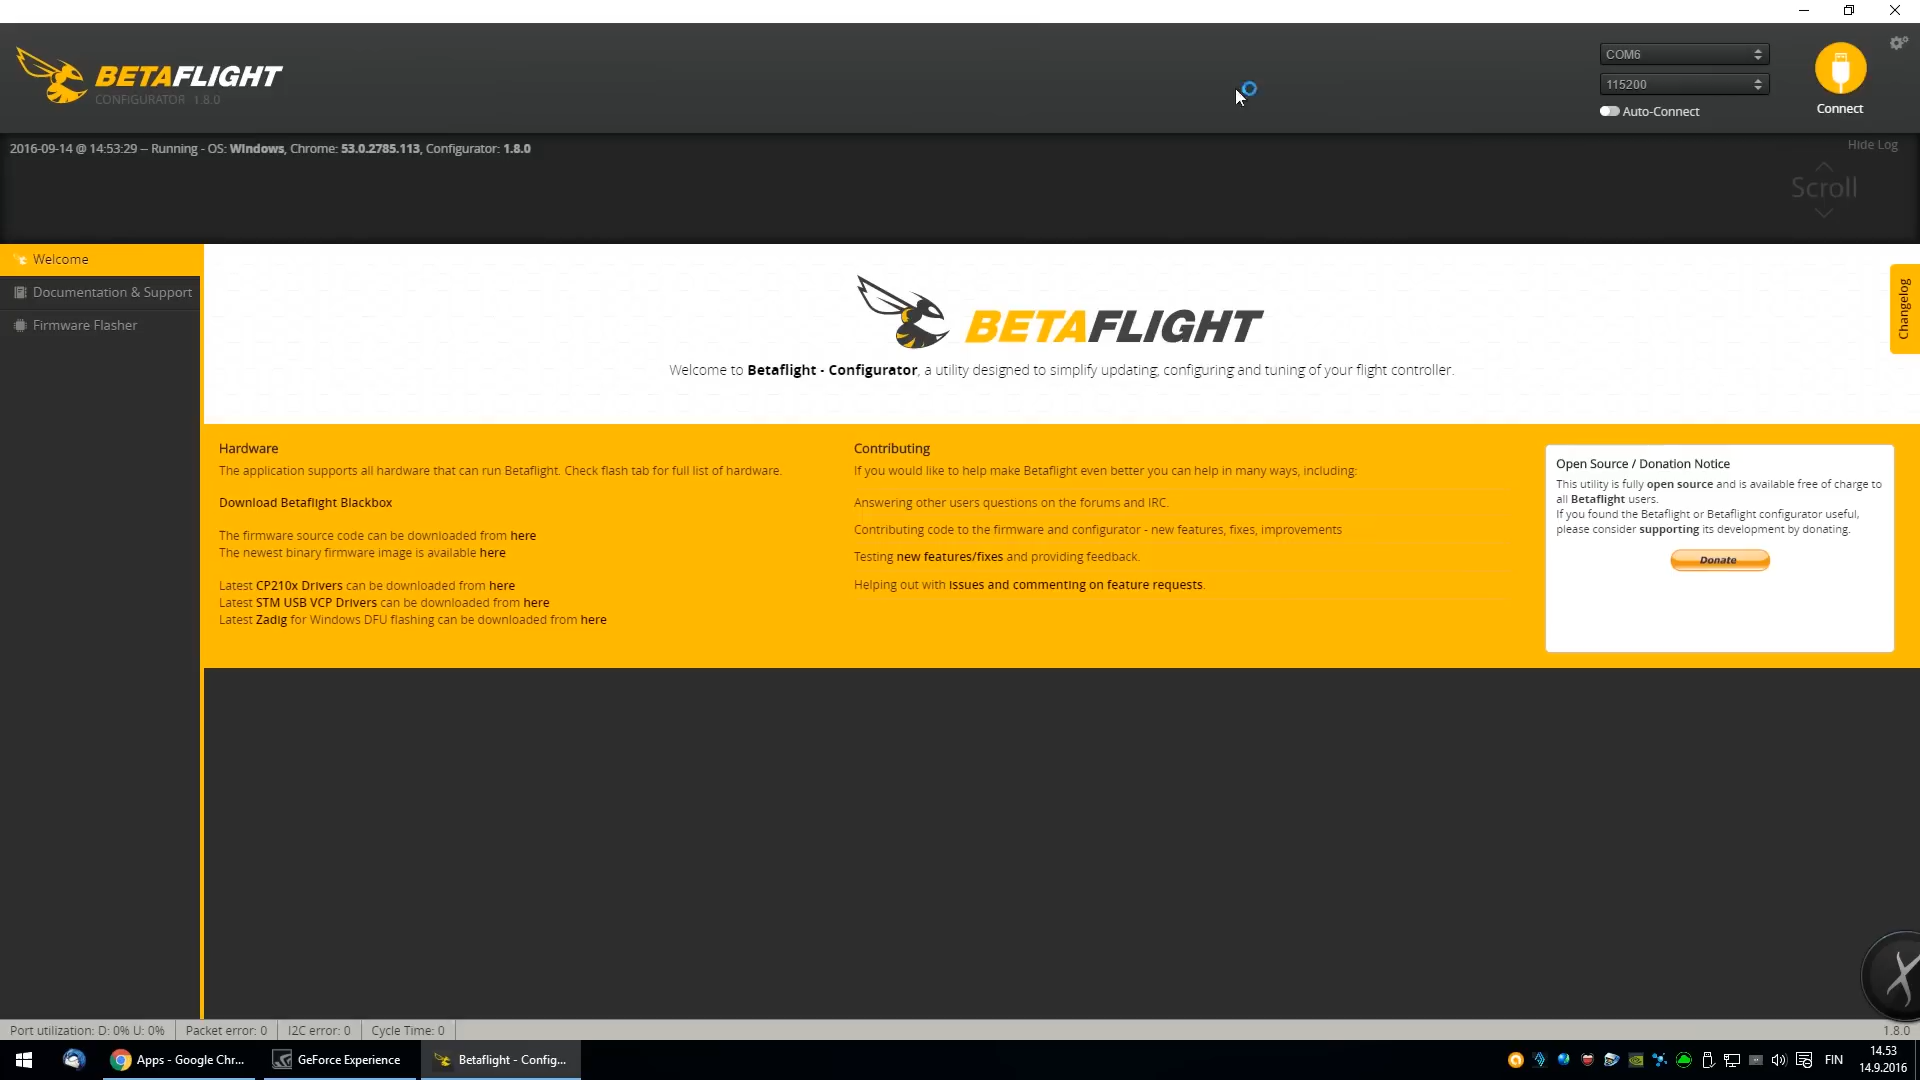 BETAFLIGHT
CONFIGURATOR 1.8.0
COM6
115200
Auto-Connect
Connect
2016-09-14 @ 14:53:29 -- Running - OS: Windows, Chrome: 53.0.2785.113, Configurator: 1.8.0
Hide Log
Scroll
Welcome
Documentation & Support
Firmware Flasher
BETAFLIGHT
Welcome to Betaflight - Configurator, a utility designed to simplify updating, configuring and tuning of your flight controller.
Changelog
Hardware
The application supports all hardware that can run Betaflight. Check flash tab for full list of hardware.
Download Betaflight Blackbox
The firmware source code can be downloaded from here
The newest binary firmware image is available here
Latest CP210x Drivers can be downloaded from here
Latest STM USB VCP Drivers can be downloaded from here
Latest Zadig for Windows DFU flashing can be downloaded from here
Contributing
If you would like to help make Betaflight even better you can help in many ways, including:
Answering other users questions on the forums and IRC.
Contributing code to the firmware and configurator - new features, fixes, improvements
Testing new features/fixes and providing feedback.
Helping out with issues and commenting on feature requests.
Open Source / Donation Notice
This utility is fully open source and is available free of charge to
all Betaflight users.
If you found the Betaflight or Betaflight configurator useful,
please consider supporting its development by donating.
Donate
Port utilization: D: 0% U: 0%
Packet error: 0
I2C error: 0
Cycle Time: 0
1.8.0
Apps - Google Chr...
GeForce Experience
Betaflight - Config...
FIN
14.53
14.9.2016